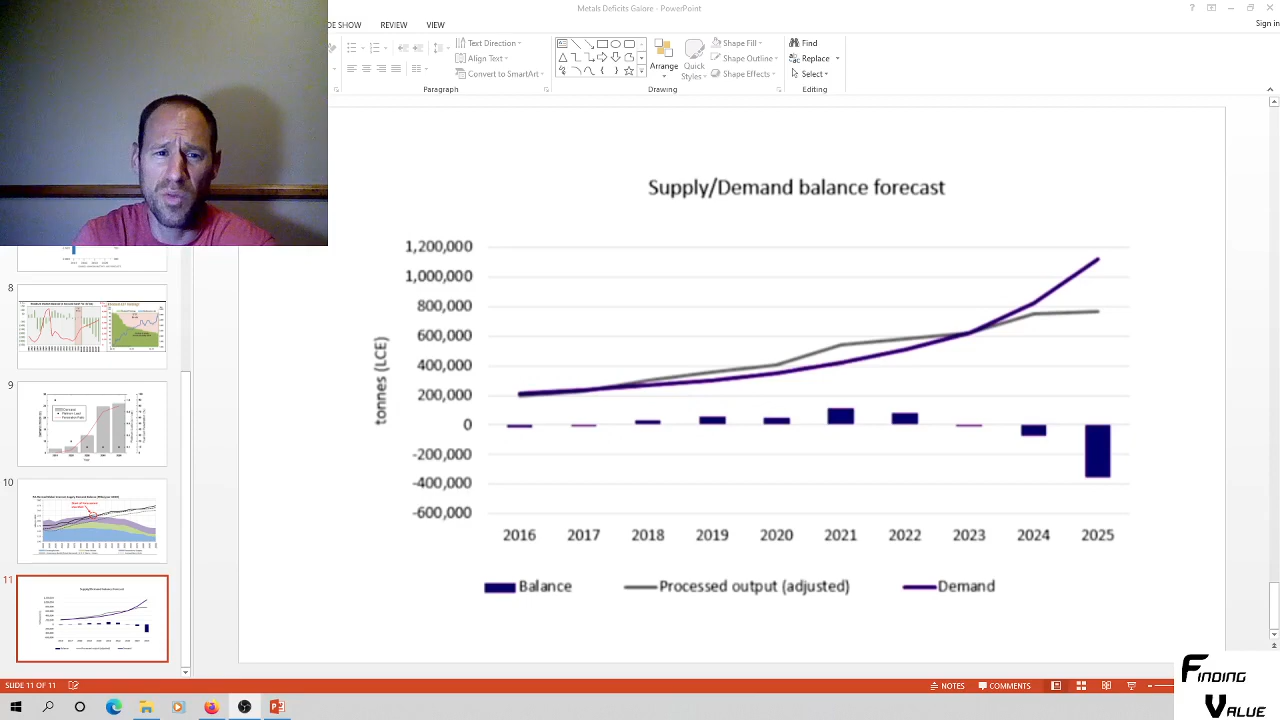 Metals Deficits Galore - PowerPoint
?
Sign in
DE SHOW
REVIEW
VIEW
Text Direction
Align Text
Convert to SmartArt
Paragraph
Arrange
Quick
Styles
Shape Fill
Shape Outline
Shape Effects
Drawing
Find
Replace
Select
Editing
8
9
10
11
Supply/Demand balance forecast
tonnes (LCE)
1,200,000
1,000,000
800,000
600,000
400,000
200,000
0
-200,000
-400,000
-600,000
2016 2017 2018 2019 2020 2021 2022 2023 2024 2025
Balance Processed output (adjusted) Demand
SLIDE 11 OF 11
NOTES
COMMENTS
FINDING
VALUE